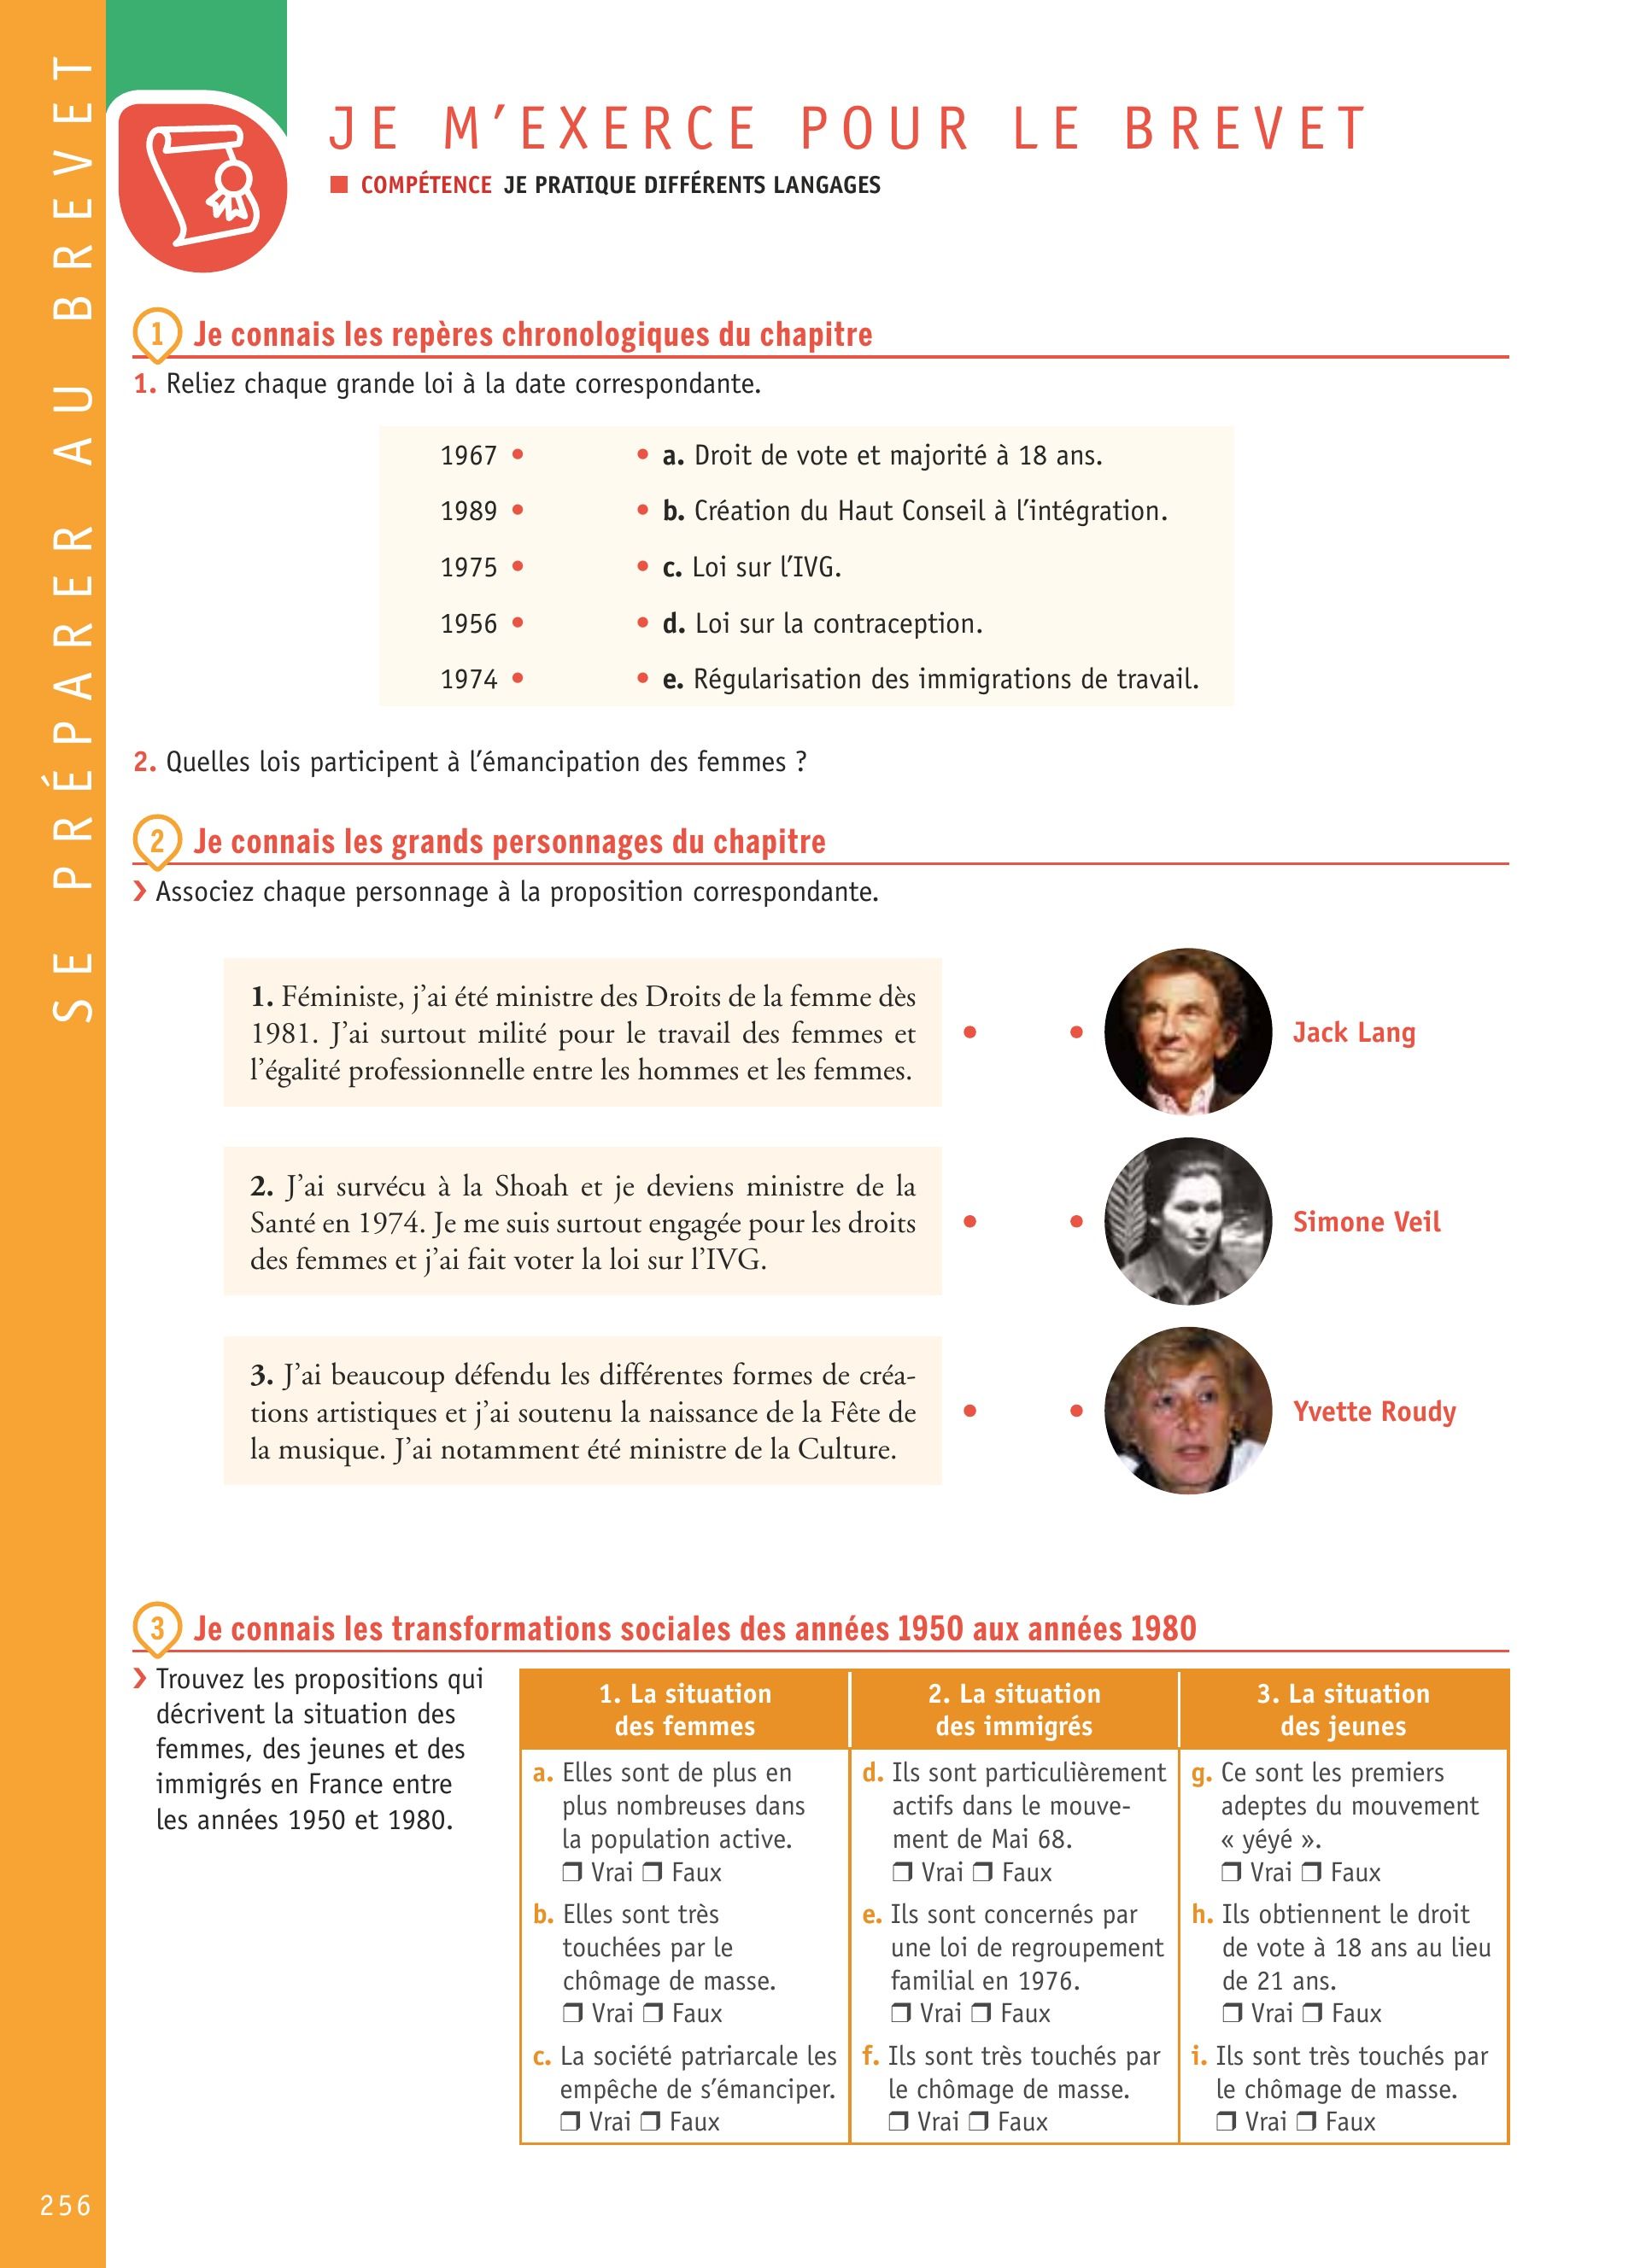 SE PRÉPARER AU BREVET
JE M’EXERCE POUR LE BREVET
COMPÉTENCE JE PRATIQUE DIFFÉRENTS LANGAGES
1 Je connais les repères chronologiques du chapitre
1. Reliez chaque grande loi à la date correspondante.
1967 • • a. Droit de vote et majorité à 18 ans.
1989 • • b. Création du Haut Conseil à l’intégration.
1975 • • c. Loi sur l’IVG.
1956 • • d. Loi sur la contraception.
1974 • • e. Régularisation des immigrations de travail.
2. Quelles lois participent à l’émancipation des femmes ?
2 Je connais les grands personnages du chapitre
❯ Associez chaque personnage à la proposition correspondante.
1. Féministe, j’ai été ministre des Droits de la femme dès
1981. J’ai surtout milité pour le travail des femmes et
l’égalité professionnelle entre les hommes et les femmes.
Jack Lang
2. J’ai survécu à la Shoah et je deviens ministre de la
Santé en 1974. Je me suis surtout engagée pour les droits
des femmes et j’ai fait voter la loi sur l’IVG.
Simone Veil
3. J’ai beaucoup défendu les différentes formes de créa-
tions artistiques et j’ai soutenu la naissance de la Fête de
la musique. J’ai notamment été ministre de la Culture.
Yvette Roudy
3 Je connais les transformations sociales des années 1950 aux années 1980
❯ Trouvez les propositions qui
décrivent la situation des
femmes, des jeunes et des
immigrés en France entre
les années 1950 et 1980.
1. La situation
des femmes
a. Elles sont de plus en
plus nombreuses dans
la population active.
❒ Vrai ❒ Faux
b. Elles sont très
touchées par le
chômage de masse.
❒ Vrai ❒ Faux
c. La société patriarcale les
empêche de s’émanciper.
❒ Vrai ❒ Faux
2. La situation
des immigrés
d. Ils sont particulièrement
actifs dans le mouve-
ment de Mai 68.
❒ Vrai ❒ Faux
e. Ils sont concernés par
une loi de regroupement
familial en 1976.
❒ Vrai ❒ Faux
f. Ils sont très touchés par
le chômage de masse.
❒ Vrai ❒ Faux
3. La situation
des jeunes
g. Ce sont les premiers
adeptes du mouvement
« yéyé ».
❒ Vrai ❒ Faux
h. Ils obtiennent le droit
de vote à 18 ans au lieu
de 21 ans.
❒ Vrai ❒ Faux
i. Ils sont très touchés par
le chômage de masse.
❒ Vrai ❒ Faux
256